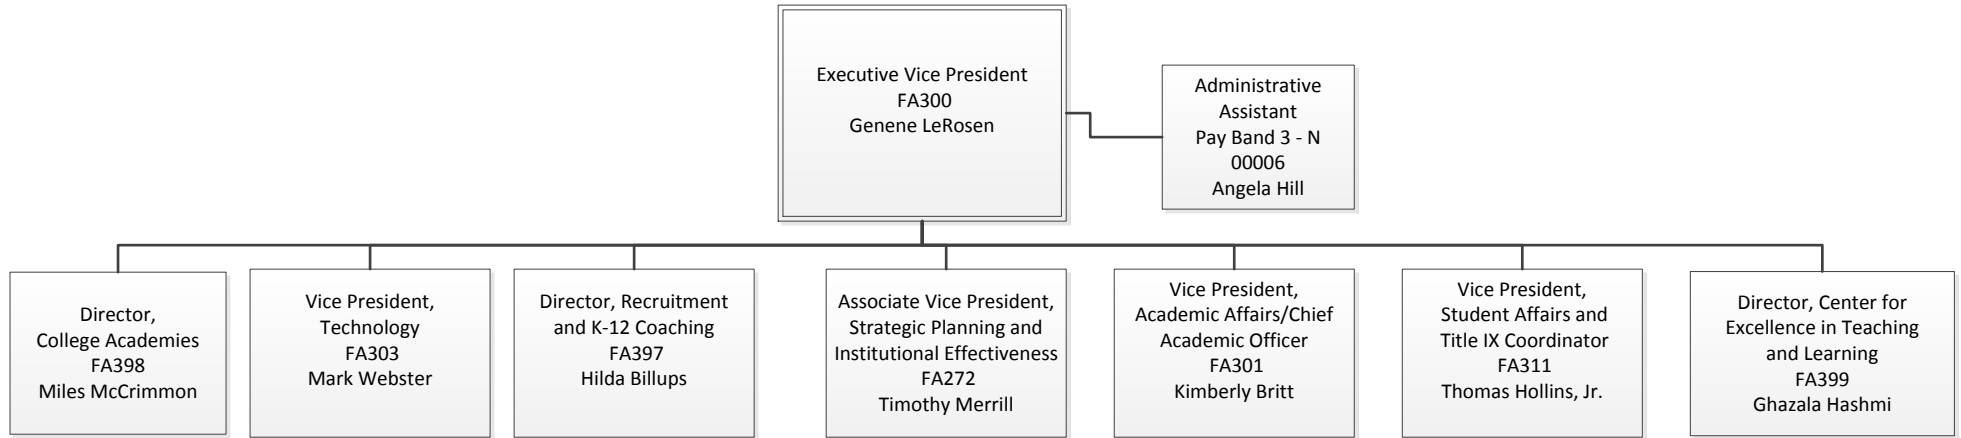 Executive Vice President
FA300
Genene LeRosen
Administrative
Assistant
Pay Band 3 - N
00006
Angela Hill
Director,
College Academies
FA398
Miles McCrimmon
Vice President,
Technology
FA303
Mark Webster
Director, Recruitment
and K-12 Coaching
FA397
Hilda Billups
Associate Vice President,
Strategic Planning and
Institutional Effectiveness
FA272
Timothy Merrill
Vice President,
Academic Affairs/Chief
Academic Officer
FA301
Kimberly Britt
Vice President,
Student Affairs and
Title IX Coordinator
FA311
Thomas Hollins, Jr.
Director, Center for
Excellence in Teaching
and Learning
FA399
Ghazala Hashmi